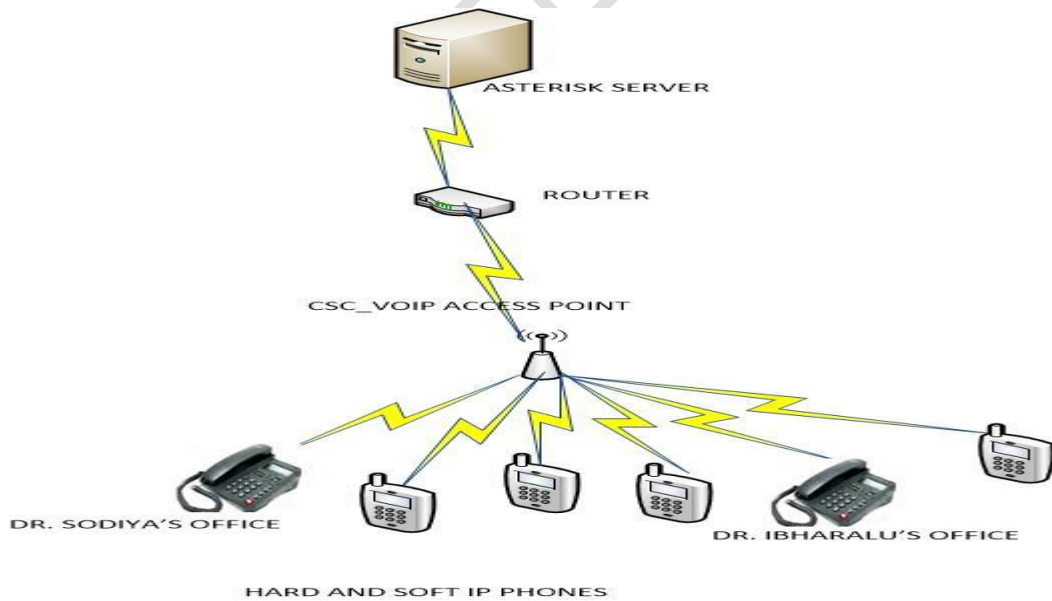 ASTERISK SERVER
ROUTER
CSC_VOIP ACCESS POINT
DR. SODIYA'S OFFICE
DR. IBHARALU'S OFFICE
HARD AND SOFT IP PHONES